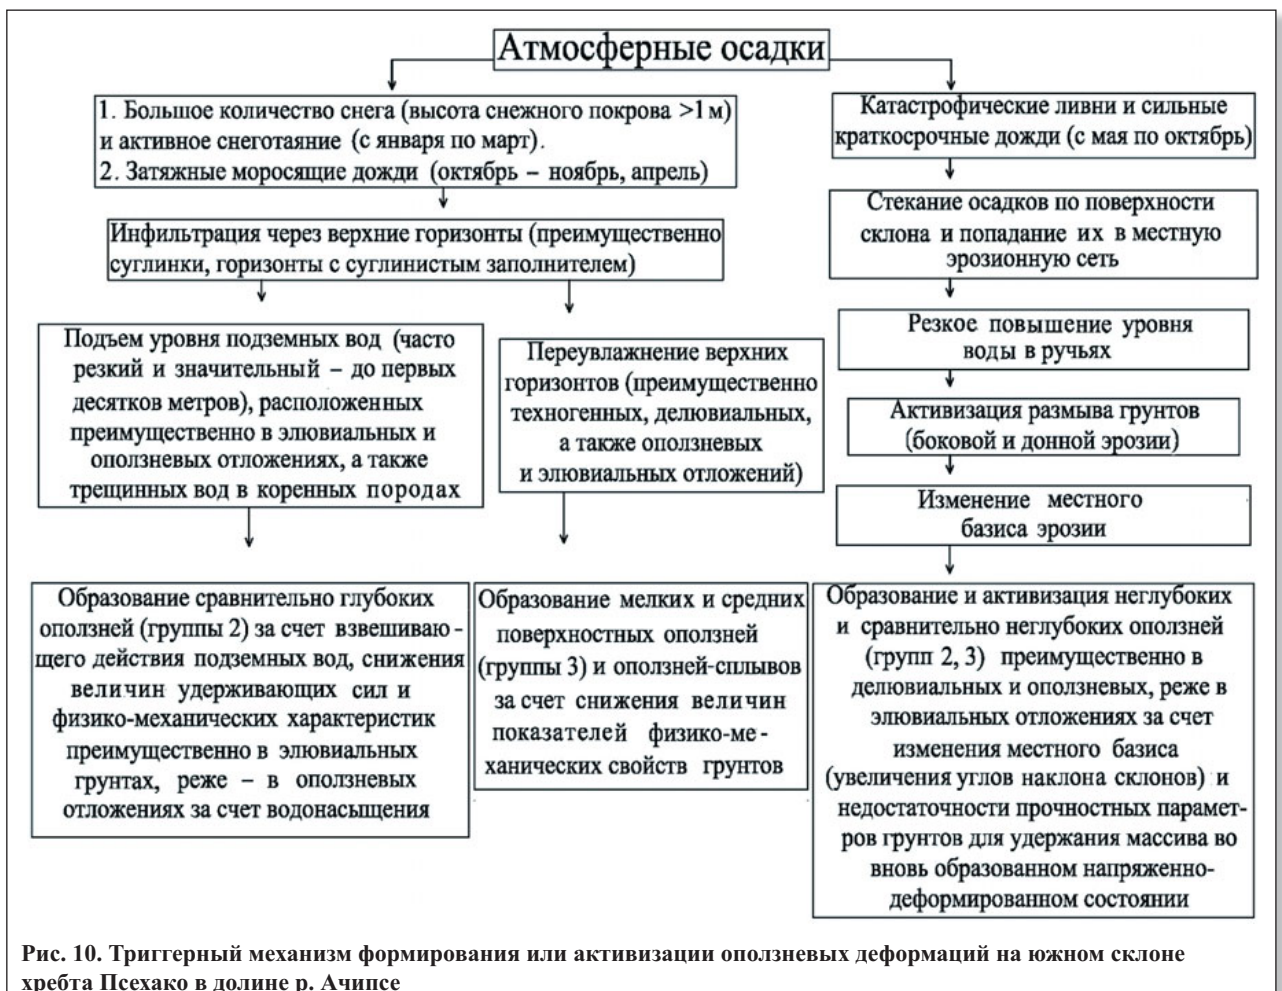 Атмосферные осадки
1. Большое количество снега (высота снежного покрова >1 м)
и активное снеготаяние (с января по март).
2. Затяжные моросящие дожди (октябрь – ноябрь, апрель)
Инфильтрация через верхние горизонты (преимущественно
суглинки, горизонты с суглинистым заполнителем)
Подъем уровня подземных вод (часто
резкий и значительный – до первых
десятков метров), расположенных
преимущественно в элювиальных и
оползневых отложениях, а также
трещинных вод в коренных породах
Образование сравнительно глубоких
оползней (группы 2) за счет взвешиваю-
щего действия подземных вод, снижения
величин удерживающих сил и
физико-механических характеристик
преимущественно в элювиальных
грунтах, реже – в оползневых
отложениях за счет водонасыщения
Переувлажнение верхних
горизонтов (преимущественно
техногенных, делювиальных,
а также оползневых
и элювиальных отложений)
Образование мелких и средних
поверхностных оползней
(группы 3) и оползней-сплывов
за счет снижения величин
показателей физико-ме-
ханических свойств грунтов
Катастрофические ливни и сильные
краткосрочные дожди (с мая по октябрь)
Стекание осадков по поверхности
склона и попадание их в местную
эрозионную сеть
Резкое повышение уровня
воды в ручьях
Активизация размыва грунтов
(боковой и донной эрозии)
Изменение местного
базиса эрозии
Образование и активизация неглубоких
и сравнительно неглубоких оползней
(групп 2, 3) преимущественно в
делювиальных и оползневых, реже в
элювиальных отложениях за счет
изменения местного базиса
(увеличения углов наклона склонов) и
недостаточности прочностных парамет-
ров грунтов для удержания массива во
вновь образованном напряженно-
деформированном состоянии
Рис. 10. Триггерный механизм формирования или активизации оползневых деформаций на южном склоне
хребта Псехако в долине р. Ачипсе